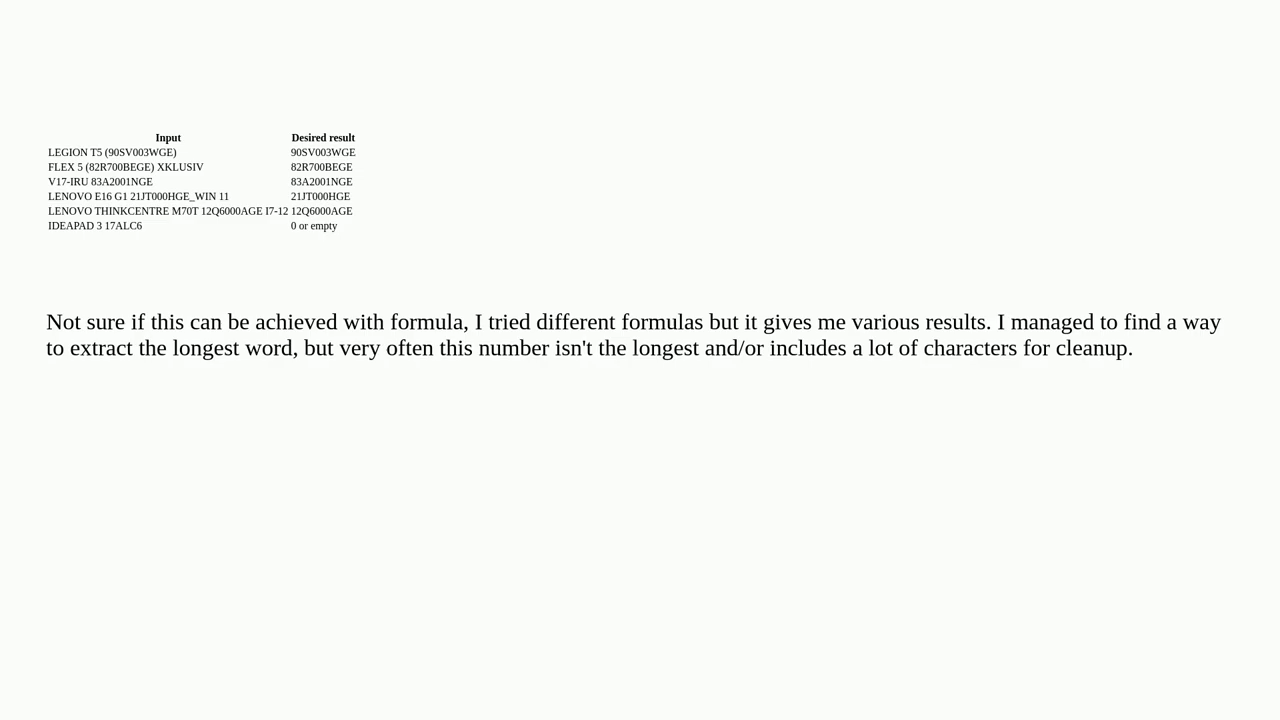 Input Desired result
LEGION T5 (90SV003WGE) 90SV003WGE
FLEX 5 (82R700BEGE) XKLUSIV 82R700BEGE
V17-IRU 83A2001NGE 83A2001NGE
LENOVO E16 G1 21JT000HGE_WIN 11 21JT000HGE
LENOVO THINKCENTRE M70T 12Q6000AGE I7-12 12Q6000AGE
IDEAPAD 3 17ALC6 0 or empty
Not sure if this can be achieved with formula, I tried different formulas but it gives me various results. I managed to find a way
to extract the longest word, but very often this number isn't the longest and/or includes a lot of characters for cleanup.